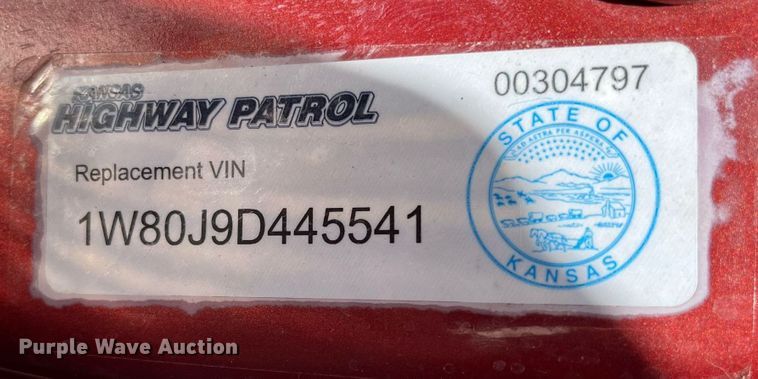 KANSAS
HIGHWAY PATROL
00304797
Replacement VIN
1W80J9D445541
STATE OF
AD ASTRA PER ASPERA
KANSAS
Purple Wave Auction